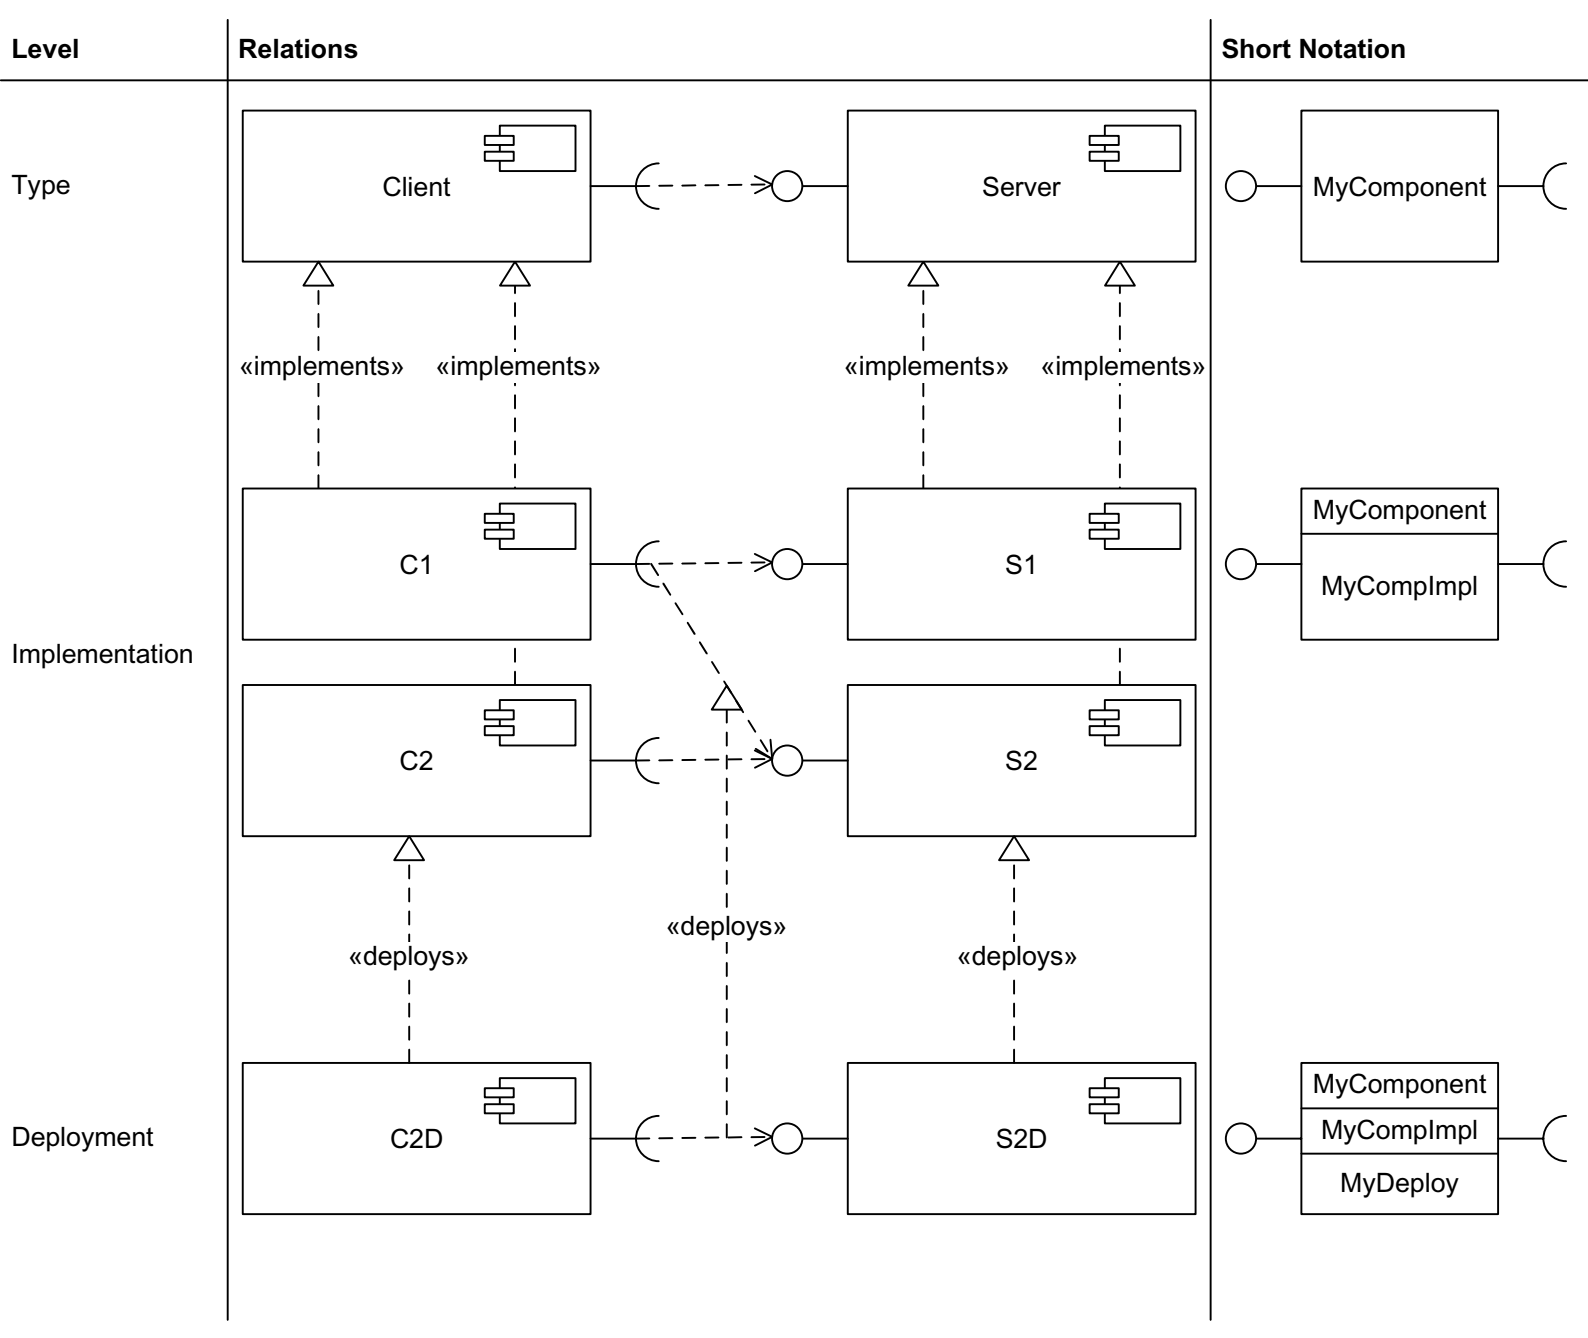 Level
Relations
Short Notation
Type
Client
Server
MyComponent
«implements»
«implements»
«implements»
«implements»
Implementation
C1
S1
MyComponent
MyCompImpl
C2
S2
«deploys»
«deploys»
«deploys»
Deployment
C2D
S2D
MyComponent
MyCompImpl
MyDeploy